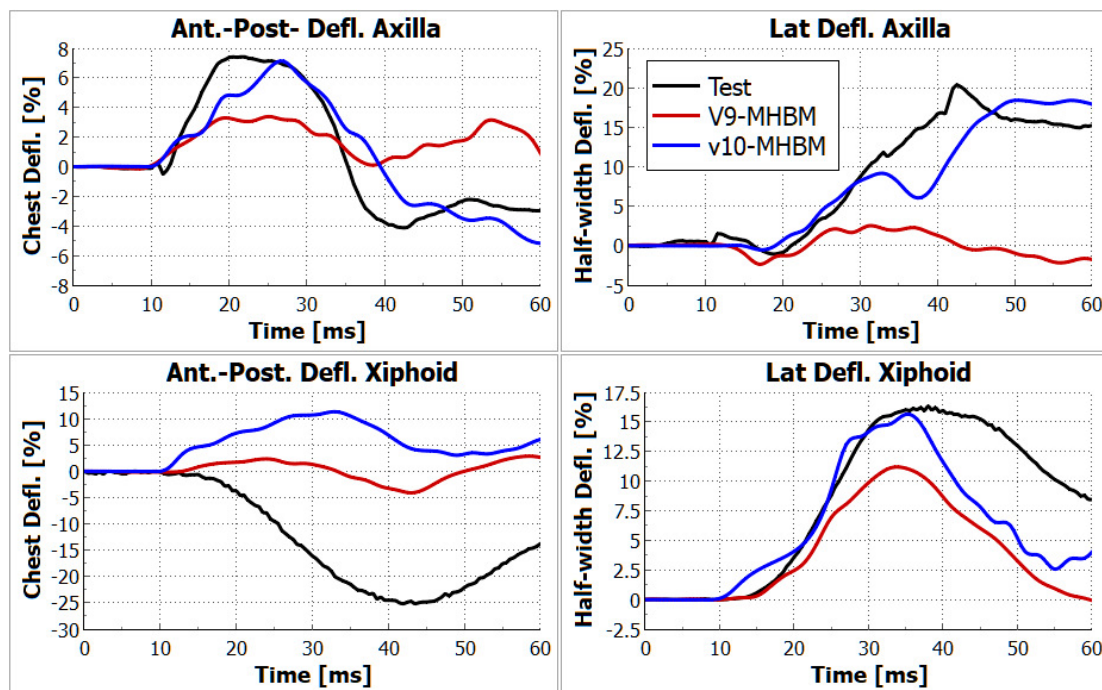 Ant.-Post- Defl. Axilla
Chest Defl. [%]
8
6
4
2
0
-2
-4
-6
-8
0 10 20 30 40 50 60
Time [ms]
Lat Defl. Axilla
Half-width Defl. [%]
25
20
15
10
5
0
-5
Test
V9-MHBM
v10-MHBM
0 10 20 30 40 50 60
Time [ms]
Ant.-Post. Defl. Xiphoid
Chest Defl. [%]
15
10
5
0
-5
-10
-15
-20
-25
-30
0 10 20 30 40 50 60
Time [ms]
Lat Defl. Xiphoid
Half-width Defl. [%]
17.5
15
12.5
10
7.5
5
2.5
0
-2.5
0 10 20 30 40 50 60
Time [ms]